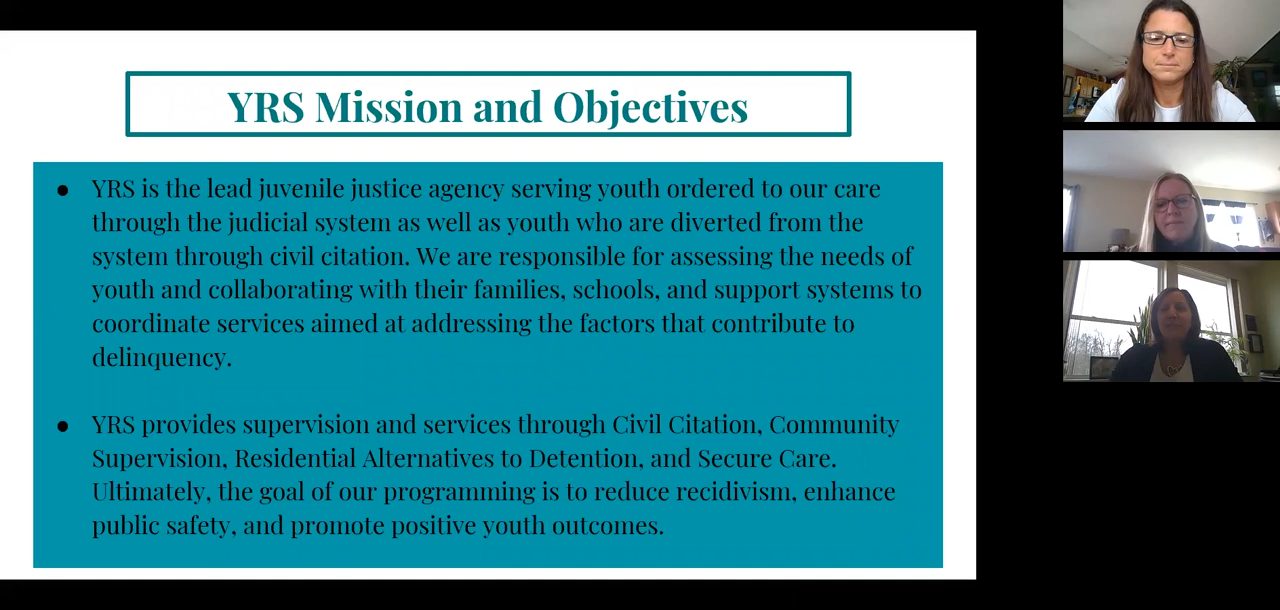 YRS Mission and Objectives
● YRS is the lead juvenile justice agency serving youth ordered to our care
through the judicial system as well as youth who are diverted from the
system through civil citation. We are responsible for assessing the needs of
youth and collaborating with their families, schools, and support systems to
coordinate services aimed at addressing the factors that contribute to
delinquency.
● YRS provides supervision and services through Civil Citation, Community
Supervision, Residential Alternatives to Detention, and Secure Care.
Ultimately, the goal of our programming is to reduce recidivism, enhance
public safety, and promote positive youth outcomes.